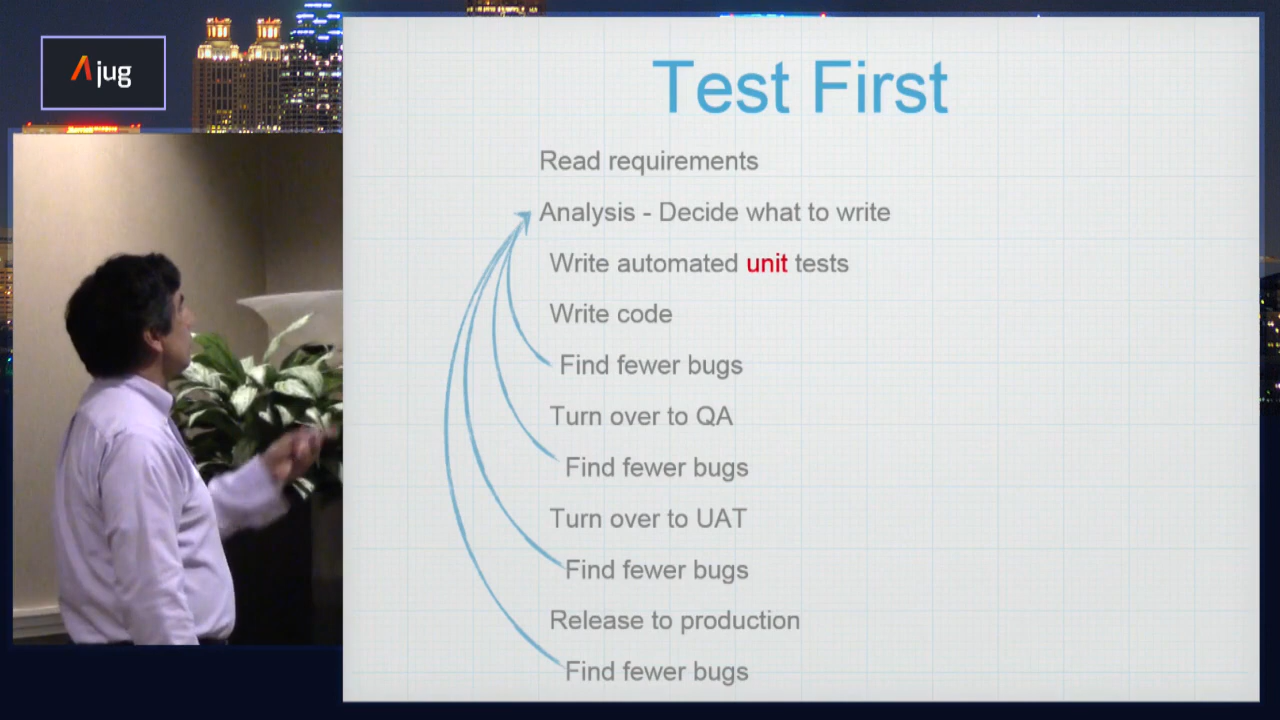 jug
Test First
Read requirements
Analysis - Decide what to write
Write automated unit tests
Write code
Find fewer bugs
Turn over to QA
Find fewer bugs
Turn over to UAT
Find fewer bugs
Release to production
Find fewer bugs